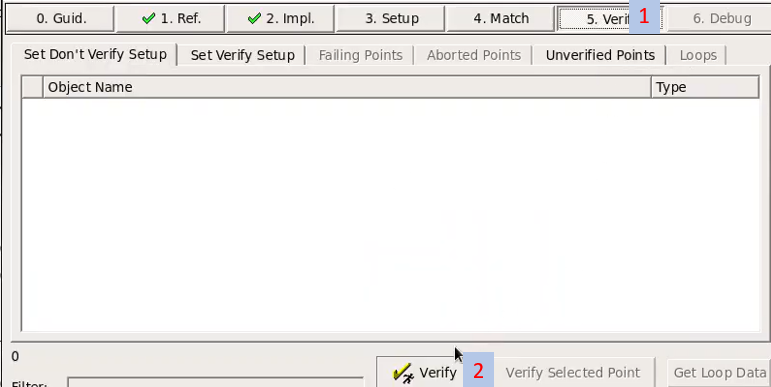 0. Guid. 1. Ref. 2. Impl. 3. Setup 4. Match 5. Verif 1 6. Debug
Set Don't Verify Setup Set Verify Setup Failing Points Aborted Points Unverified Points Loops
Object Name Type
0
Verify 2 Verify Selected Point Get Loop Data
Filter: